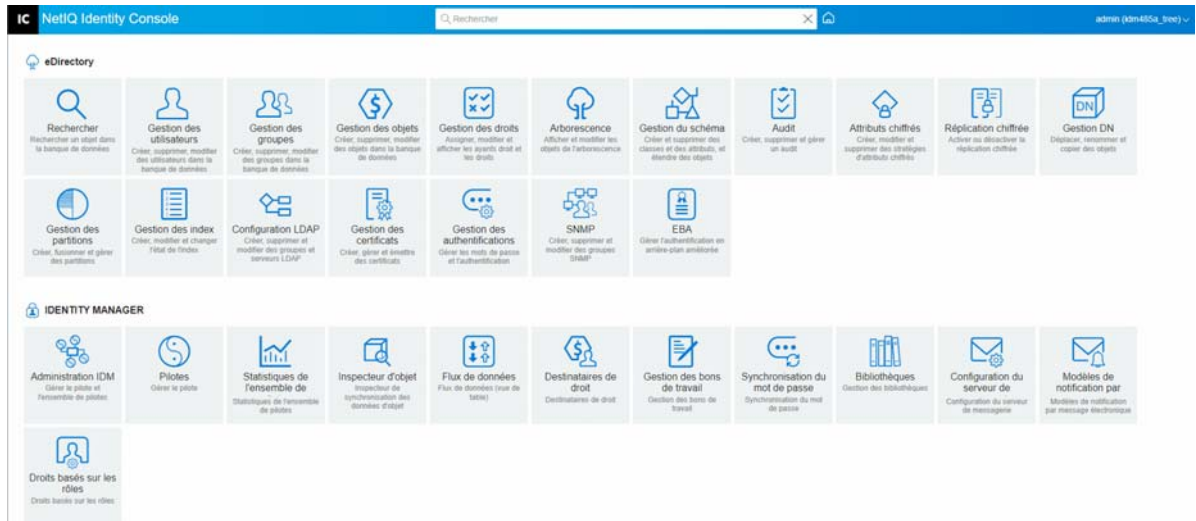 IC NetIQ Identity Console
Rechercher
admin (idm485a_tree)
eDirectory
Rechercher
Rechercher un objet dans
la banque de données
Gestion des
utilisateurs
Créer, supprimer, modifier
des utilisateurs dans la
banque de données
Gestion des
groupes
Créer, supprimer, modifier
des groupes dans la
banque de données
Gestion des objets
Créer, supprimer, modifier
des objets dans la banque
de données
Gestion des droits
Assigner, modifier et
afficher les ayants droit et
les droits
Arborescence
Afficher et modifier les
objets de l'arborescence
Gestion du schéma
Créer et supprimer des
classes et des attributs, et
étendre des objets
Audit
Créer, supprimer et gérer
un audit
Attributs chiffrés
Créer, modifier et
supprimer des stratégies
d'attributs chiffrés
Réplication chiffrée
Activer ou désactiver la
réplication chiffrée
DN
Gestion DN
Déplacer, renommer et
copier des objets
Gestion des
partitions
Créer, fusionner et gérer
des partitions
Gestion des index
Créer, modifier et changer
l'état de l'index
Configuration LDAP
Créer, supprimer et
modifier des groupes et
serveurs LDAP
Gestion des
certificats
Créer, gérer et émettre
des certificats
Gestion des
authentifications
Gérer les mots de passe
et l'authentification
SNMP
Créer, supprimer et
modifier des groupes
SNMP
EBA
Gérer l'authentification en
arrière-plan améliorée
IDENTITY MANAGER
Administration IDM
Gérer le pilote et
l'ensemble de pilotes
Pilotes
Gérer le pilote
Statistiques de
l'ensemble de
Statistiques de l'ensemble
de pilotes
Inspecteur d'objet
Inspecteur de
synchronisation des
données d'objet
Flux de données
Flux de données (vue de
table)
Destinataires de
droit
Destinataires de droit
Gestion des bons
de travail
Gestion des bons de
travail
Synchronisation du
mot de passe
Synchronisation du mot
de passe
Bibliothèques
Gestion des bibliothèques
Configuration du
serveur de
Configuration du serveur
de messagerie
Modèles de
notification par
Modèles de notification
par message électronique
Droits basés sur les
rôles
Droits basés sur les rôles